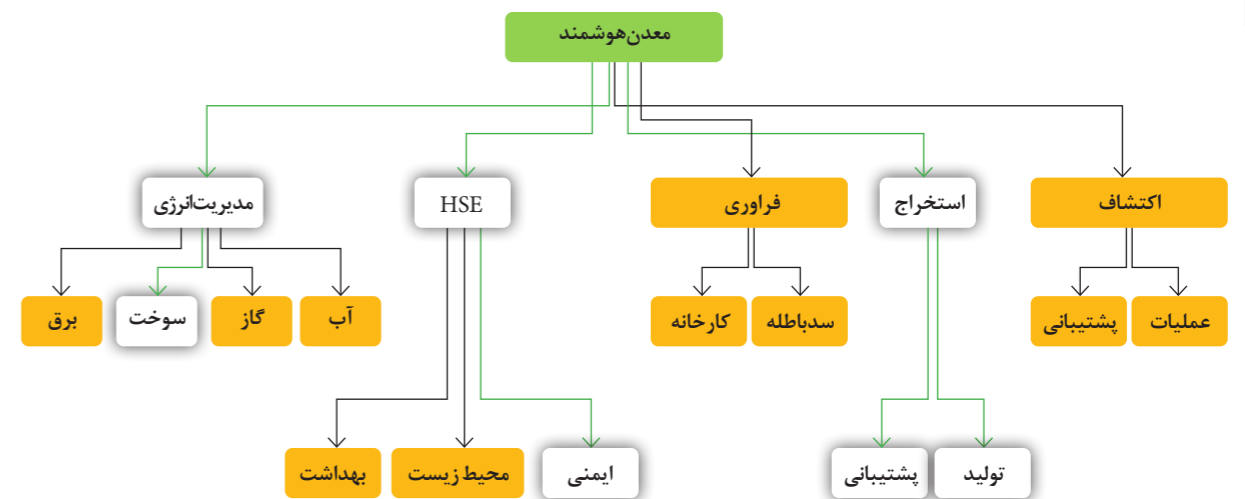 معدن‌هوشمند
اکتشاف
استخراج
فراوری
HSE
مدیریت‌انرژی
عملیات
پشتیبانی
سدباطله
کارخانه
آب
گاز
سوخت
برق
تولید
پشتیبانی
ایمنی
محیط زیست
بهداشت